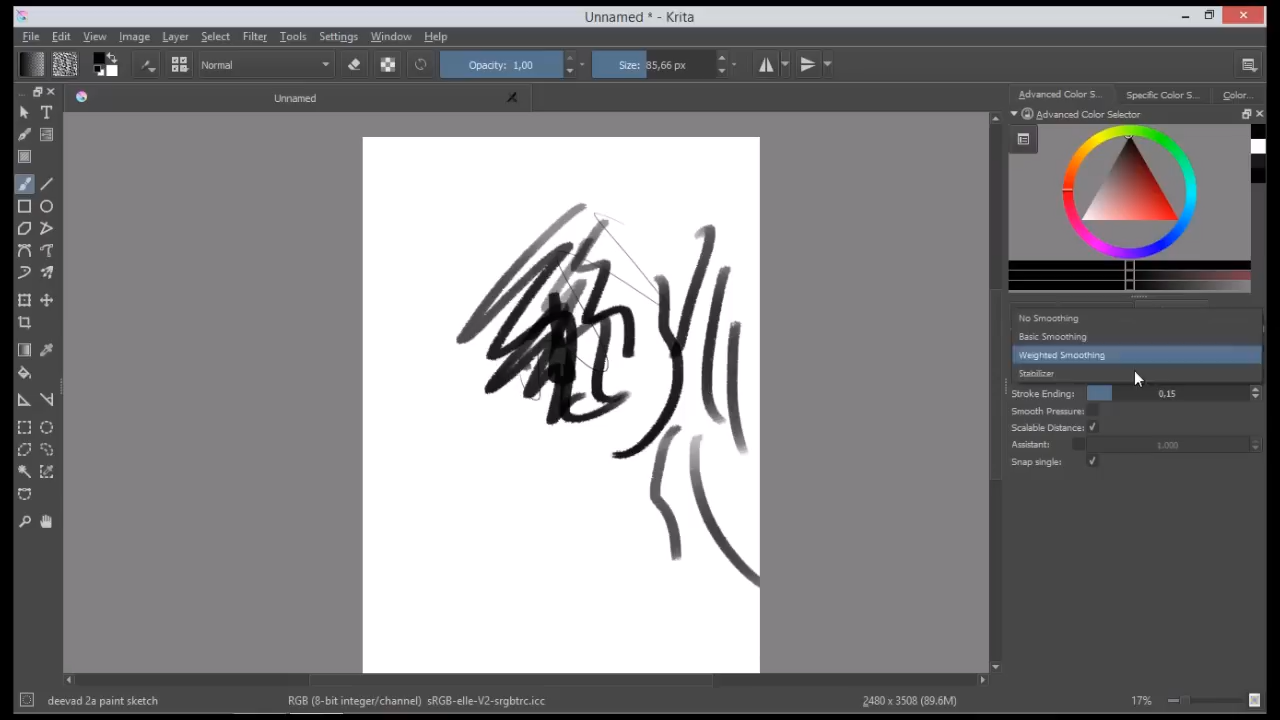 Unnamed * - Krita
File Edit View Image Layer Select Filter Tools Settings Window Help
Normal Opacity: 1,00 Size: 85,66 px
Unnamed
Advanced Color S... Specific Color S... Color...
Advanced Color Selector
No Smoothing
Basic Smoothing
Weighted Smoothing
Stabilizer
Stroke Ending: 0,15
Smooth Pressure:
Scalable Distance:
Assistant: 1.000
Snap single:
deevad 2a paint sketch RGB (8-bit integer/channel) sRGB-elle-V2-srgbtrc.icc 2480 x 3508 (89.6M) 17%